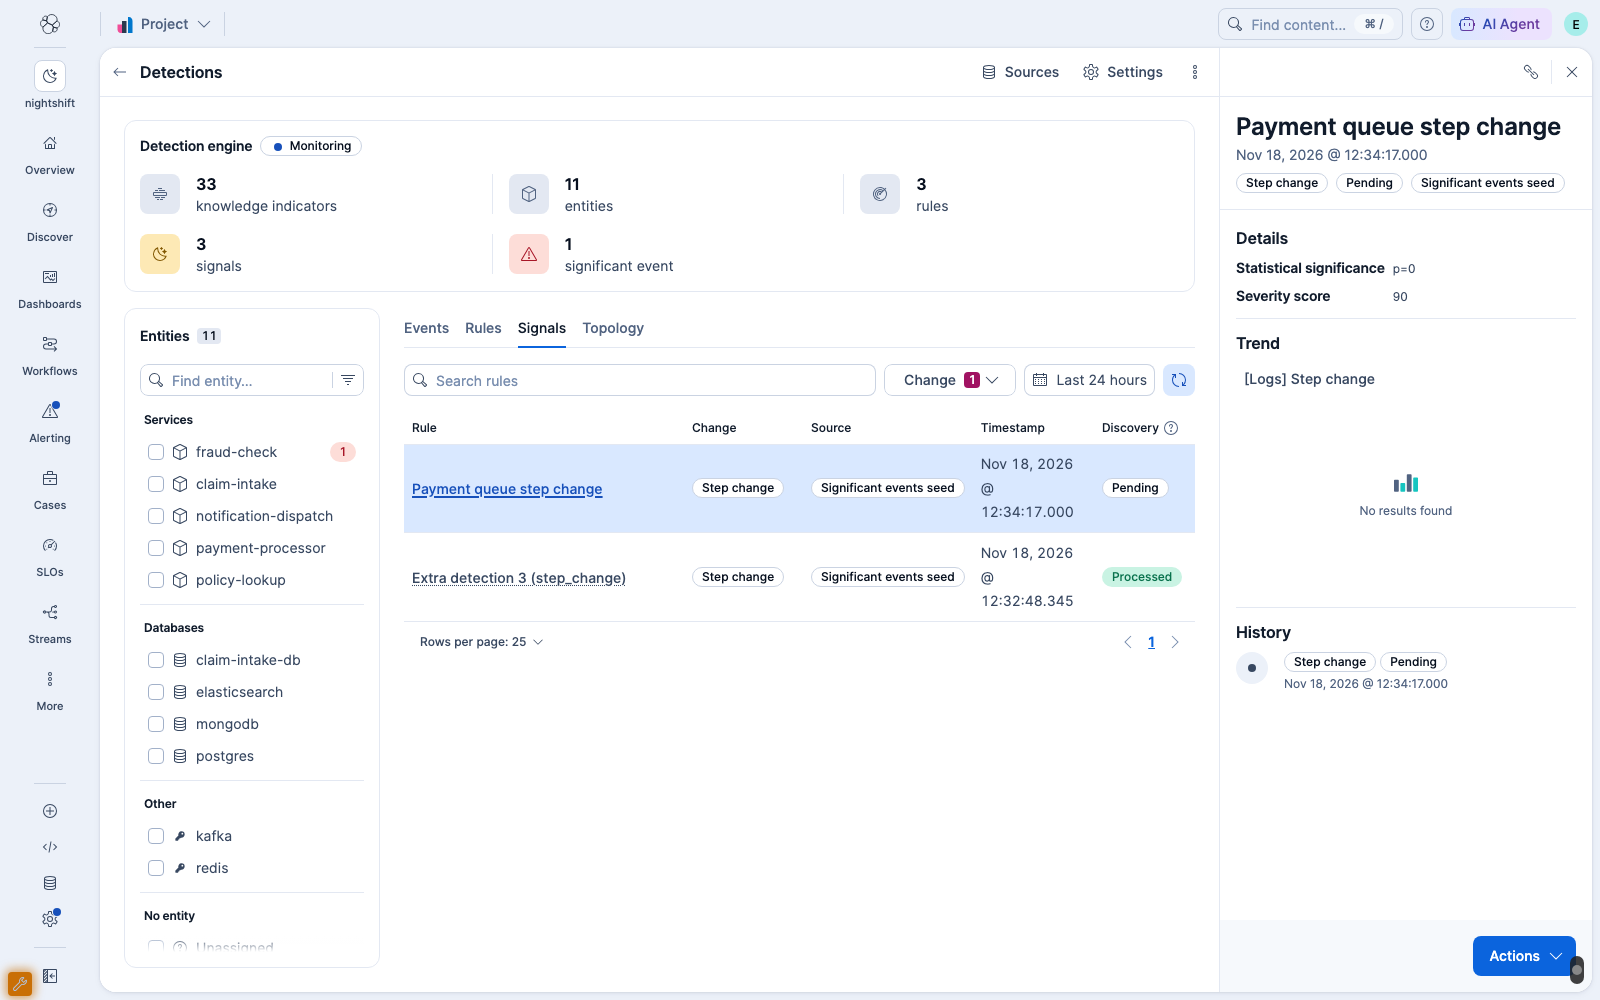 Project
Find content...
⌘ /
AI Agent
E
nightshift
Overview
Discover
Dashboards
Workflows
Alerting
Cases
SLOs
Streams
More
Detections
Sources
Settings
Detection engine
Monitoring
33
knowledge indicators
11
entities
3
rules
3
signals
1
significant event
Entities 11
Find entity...
Services
fraud-check 1
claim-intake
notification-dispatch
payment-processor
policy-lookup
Databases
claim-intake-db
elasticsearch
mongodb
postgres
Other
kafka
redis
No entity
Unassigned
Events Rules Signals Topology
Search rules
Change 1
Last 24 hours
Rule Change Source Timestamp Discovery
Payment queue step change Step change Significant events seed Nov 18, 2026 @ 12:34:17.000 Pending
Extra detection 3 (step_change) Step change Significant events seed Nov 18, 2026 @ 12:32:48.345 Processed
Rows per page: 25
1
Payment queue step change
Nov 18, 2026 @ 12:34:17.000
Step change Pending Significant events seed
Details
Statistical significance p=0
Severity score 90
Trend
[Logs] Step change
No results found
History
Step change Pending
Nov 18, 2026 @ 12:34:17.000
Actions